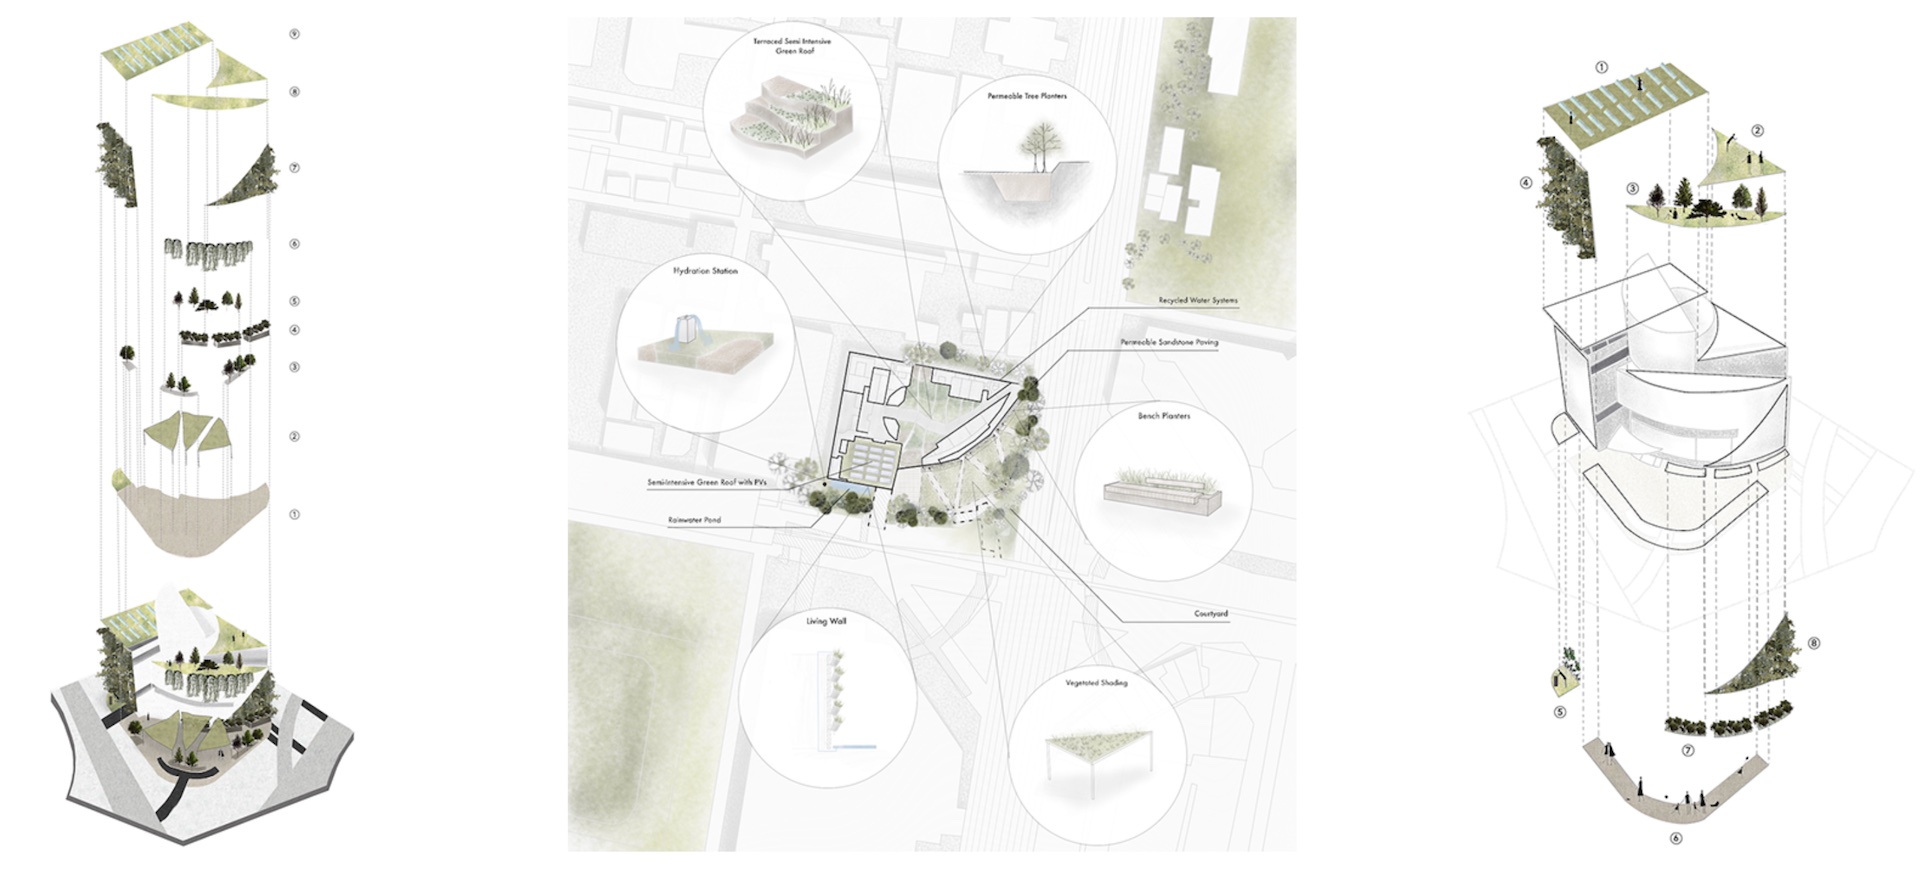 ⑨
⑧
⑦
⑥
⑤
④
③
②
①
Terraced Semi Intensive
Green Roof
Permeable Tree Planters
Hydration Station
Recycled Water Systems
Permeable Sandstone Paving
Bench Planters
Semi-Intensive Green Roof with PVs
Rainwater Pond
Courtyard
Living Wall
Vegetated Shading
①
②
③
④
⑤
⑥
⑦
⑧